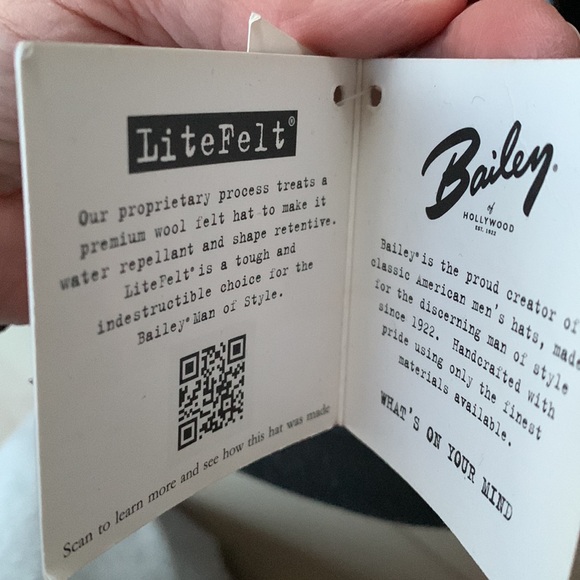 LiteFelt®
Our proprietary process treats a
premium wool felt hat to make it
water repellant and shape retentive.
LiteFelt® is a tough and
indestructible choice for the
Bailey® Man of Style.
Scan to learn more and see how this hat was made
Bailey®
of
HOLLYWOOD
EST. 1922
Bailey® is the proud creator of
classic American men's hats, made
for the discerning man of style
since 1922. Handcrafted with
pride using only the finest
materials available.
WHAT'S ON YOUR MIND